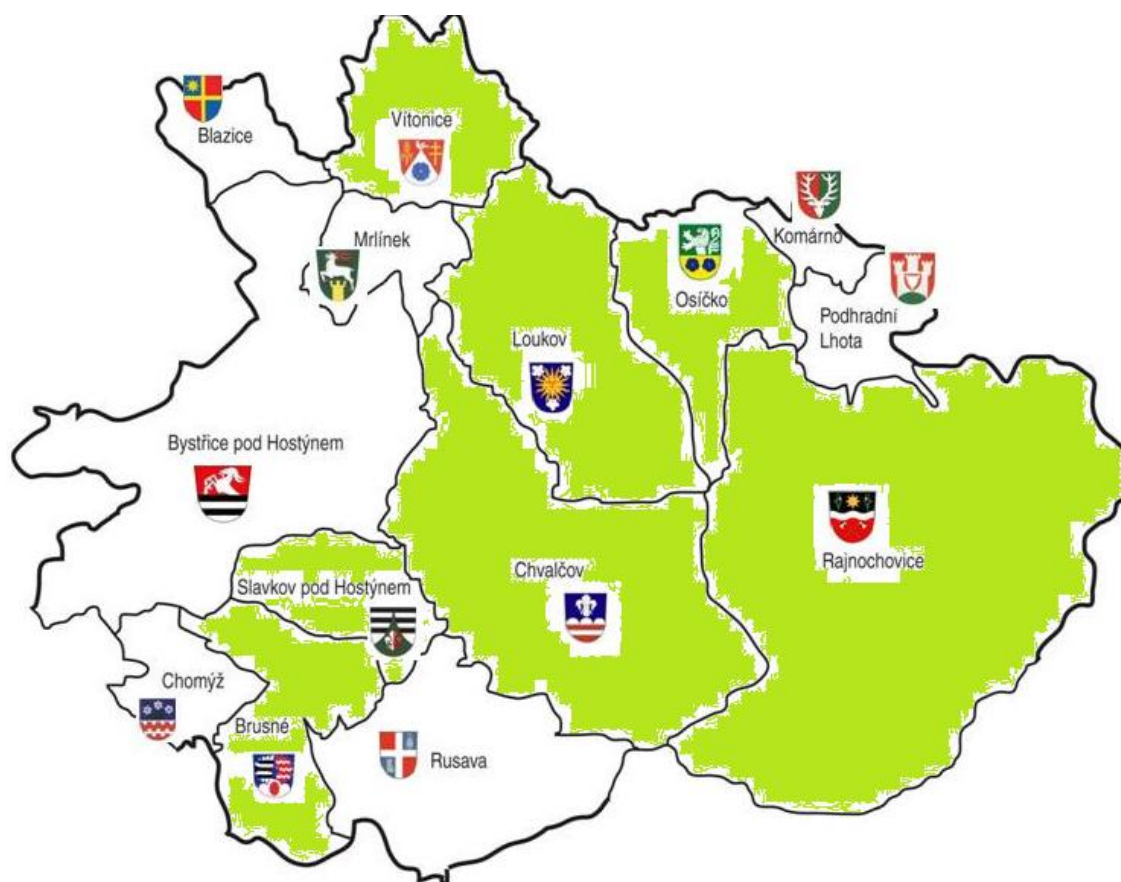 Vítonice
Blazice
Mrlínek
Komárno
Osíčko
Podhradní
Lhota
Loukov
Bystřice pod Hostýnem
Rajnochovice
Chvalčov
Slavkov pod Hostýnem
Chomýž
Brusné
Rusava